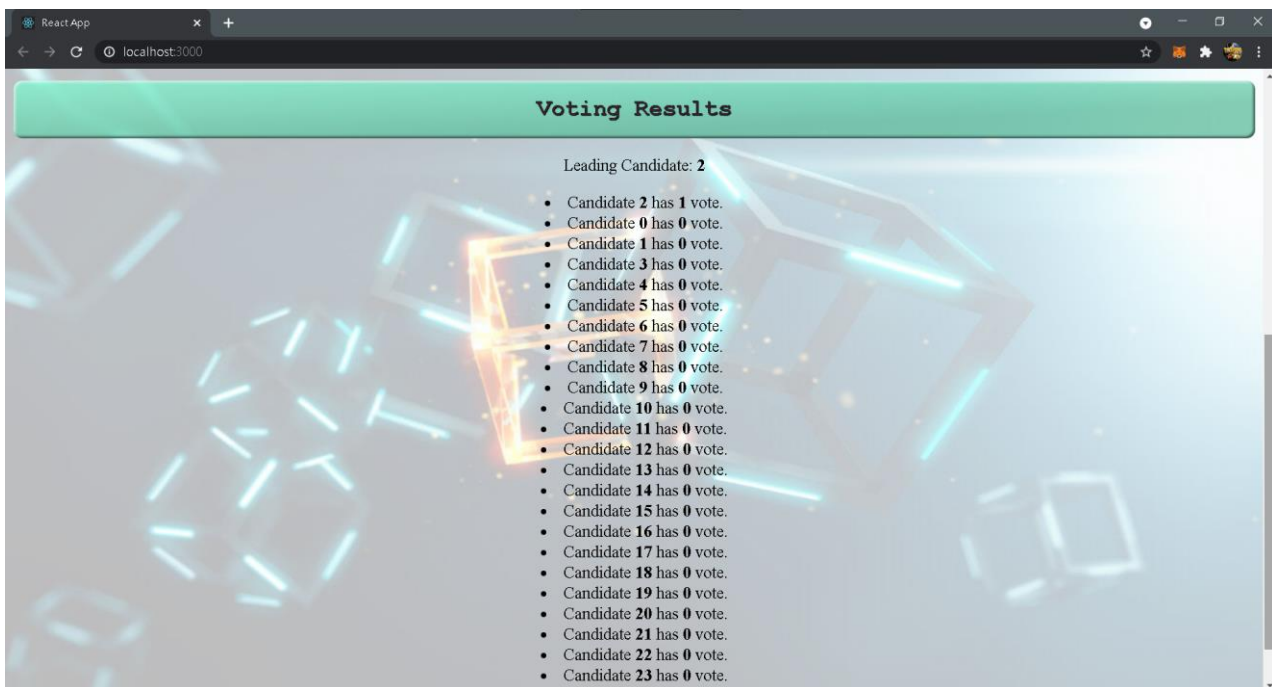 React App
localhost:3000
Voting Results
Leading Candidate: 2
Candidate 2 has 1 vote.
Candidate 0 has 0 vote.
Candidate 1 has 0 vote.
Candidate 3 has 0 vote.
Candidate 4 has 0 vote.
Candidate 5 has 0 vote.
Candidate 6 has 0 vote.
Candidate 7 has 0 vote.
Candidate 8 has 0 vote.
Candidate 9 has 0 vote.
Candidate 10 has 0 vote.
Candidate 11 has 0 vote.
Candidate 12 has 0 vote.
Candidate 13 has 0 vote.
Candidate 14 has 0 vote.
Candidate 15 has 0 vote.
Candidate 16 has 0 vote.
Candidate 17 has 0 vote.
Candidate 18 has 0 vote.
Candidate 19 has 0 vote.
Candidate 20 has 0 vote.
Candidate 21 has 0 vote.
Candidate 22 has 0 vote.
Candidate 23 has 0 vote.